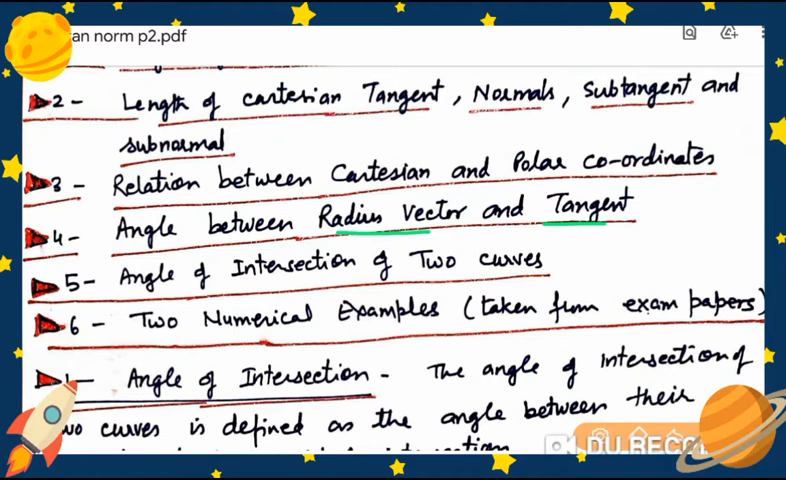 an norm p2.pdf
2- Length of cartesian Tangent, Normals, Subtangent and
subnormal
3- Relation between Cartesian and Polar co-ordinates
4- Angle between Radius Vector and Tangent
5- Angle of Intersection of Two curves
6- Two Numerical Examples (taken from exam papers)
1- Angle of Intersection - The angle of intersection of
wo curves is defined as the angle between their
DU RECO